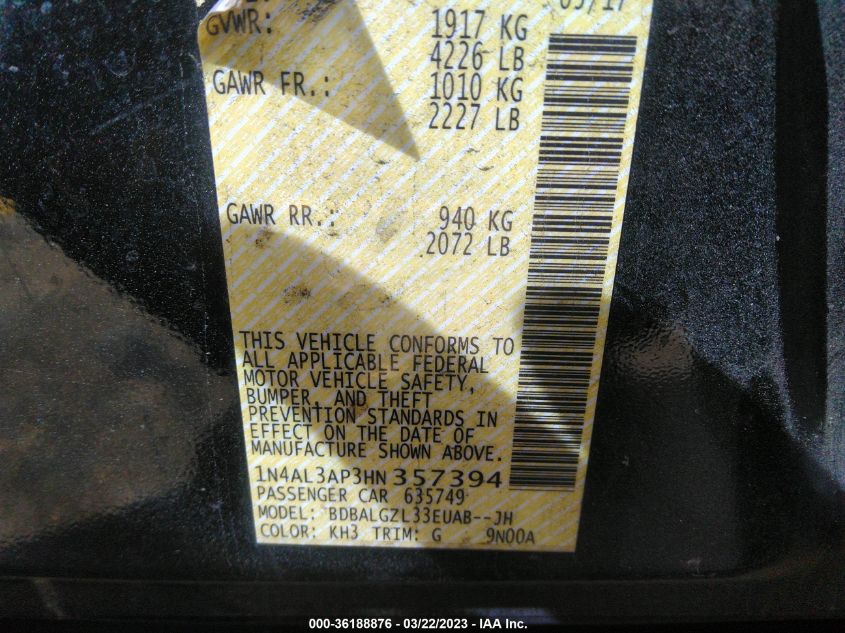 GVWR: 1917 KG
4226 LB
GAWR FR.: 1010 KG
2227 LB
GAWR RR.: 940 KG
2072 LB
THIS VEHICLE CONFORMS TO
ALL APPLICABLE FEDERAL
MOTOR VEHICLE SAFETY,
BUMPER, AND THEFT
PREVENTION STANDARDS IN
EFFECT ON THE DATE OF
MANUFACTURE SHOWN ABOVE.
1N4AL3AP3HN357394
PASSENGER CAR 635749
MODEL: BDBALGZL33EUAB--JH
COLOR: KH3 TRIM: G 9N00A
000-36188876 - 03/22/2023 - IAA Inc.